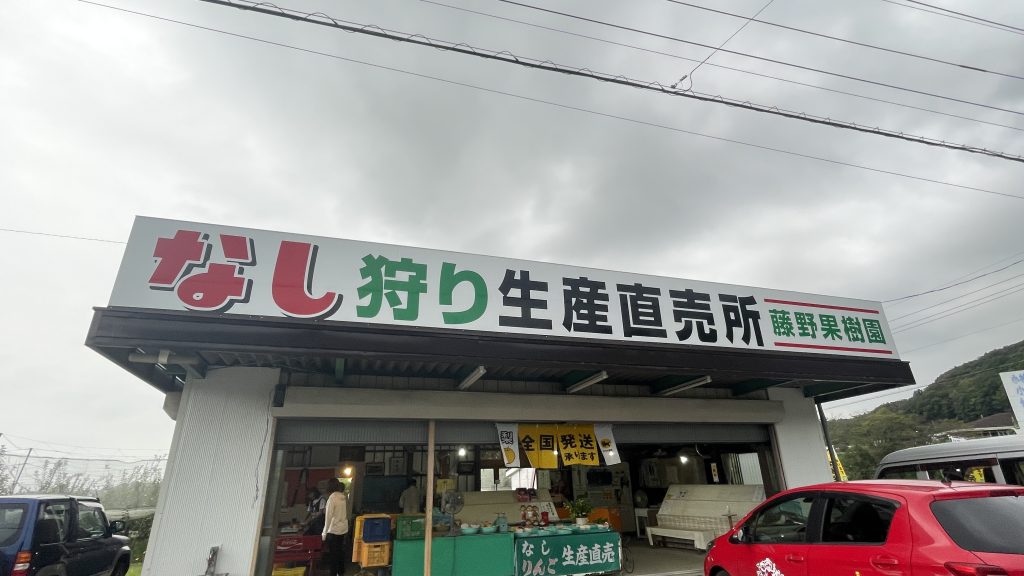 なし狩り生産直売所 藤野果樹園
梨 全国発送
承ります
なし
りんご 生産直売